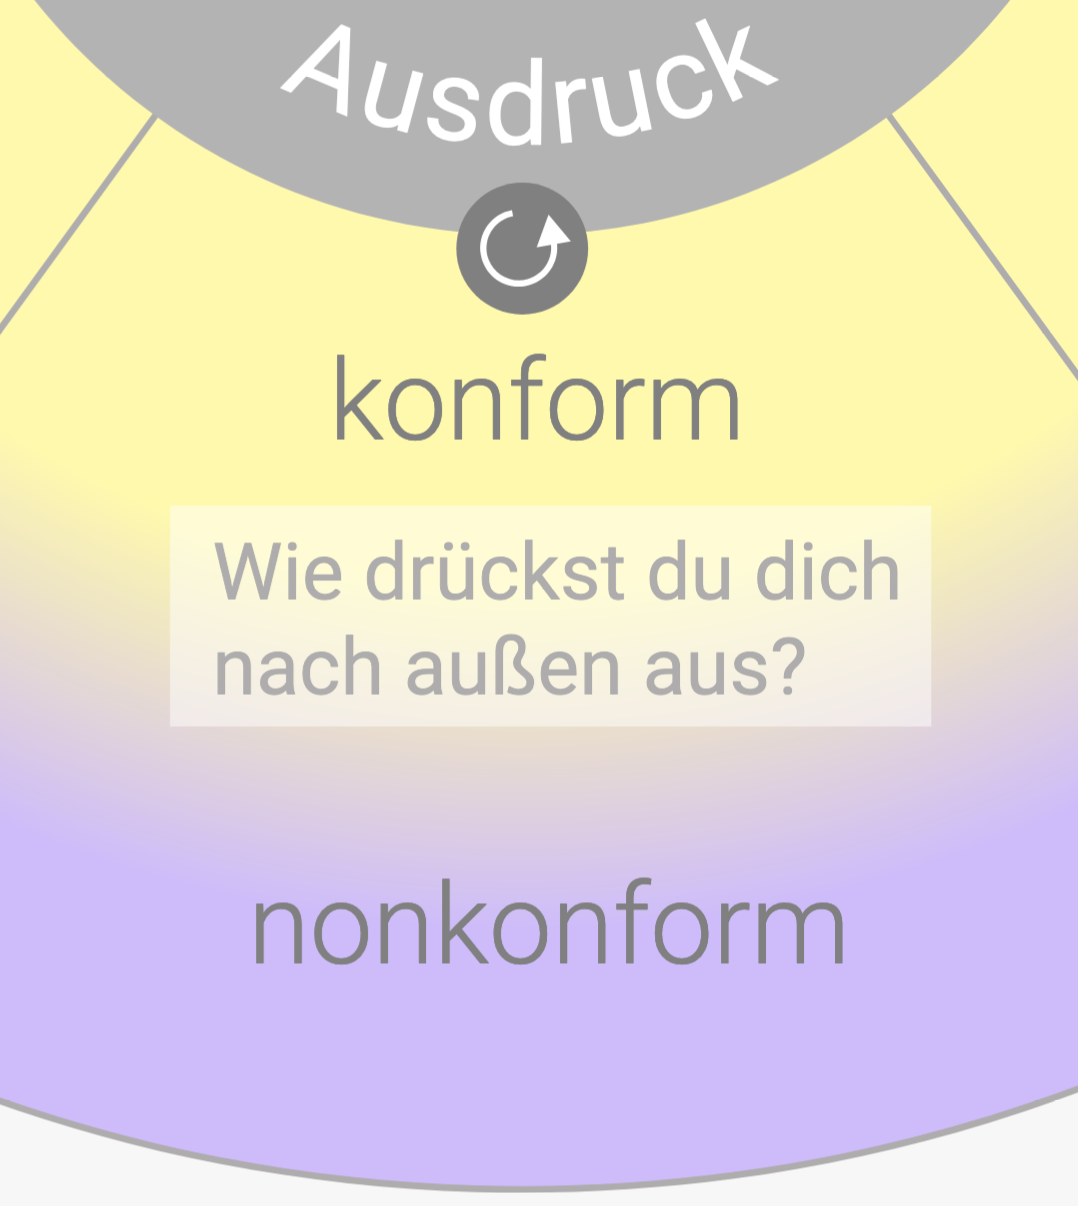 Ausdruck
konform
Wie drückst du dich
nach außen aus?
nonkonform